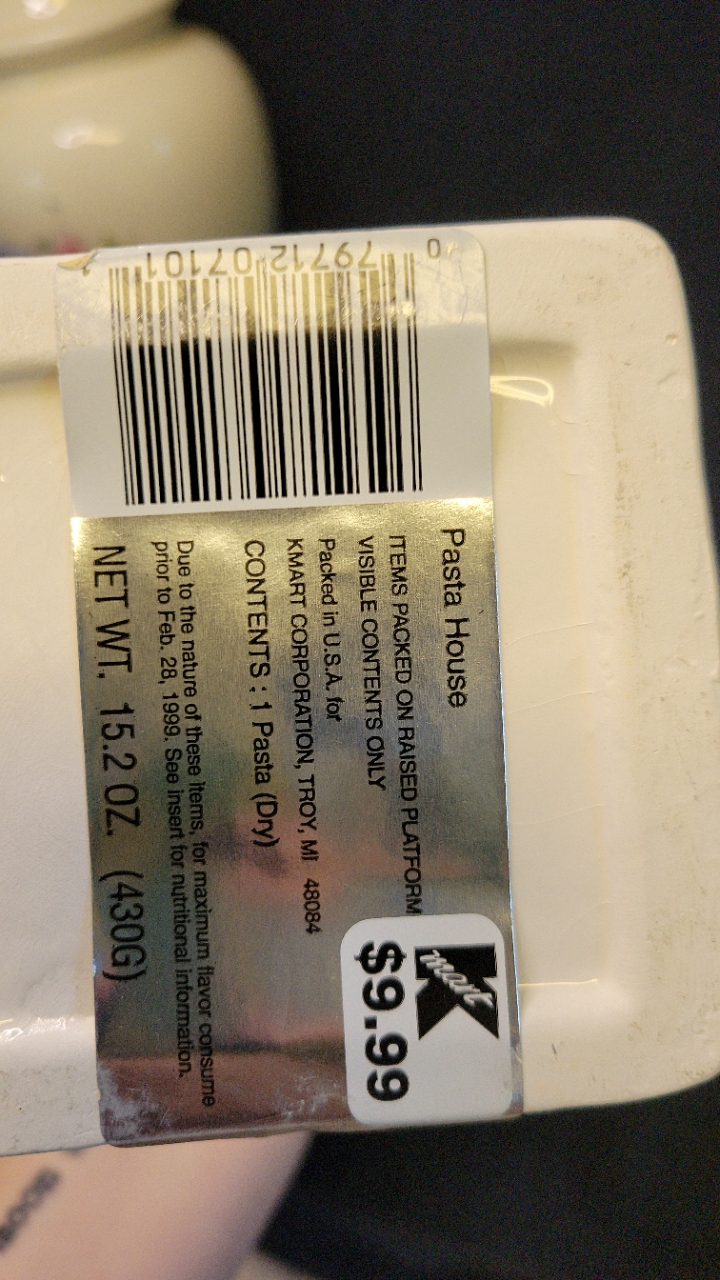 Pasta House
ITEMS PACKED ON RAISED PLATFORM
VISIBLE CONTENTS ONLY
Packed in U.S.A. for
KMART CORPORATION, TROY, MI 48084
CONTENTS : 1 Pasta (Dry)
Due to the nature of these items, for maximum flavor consume
prior to Feb. 28, 1999. See insert for nutritional information.
NET WT. 15.2 OZ. (430G)
K mart
$9.99
0 79712 07101 1